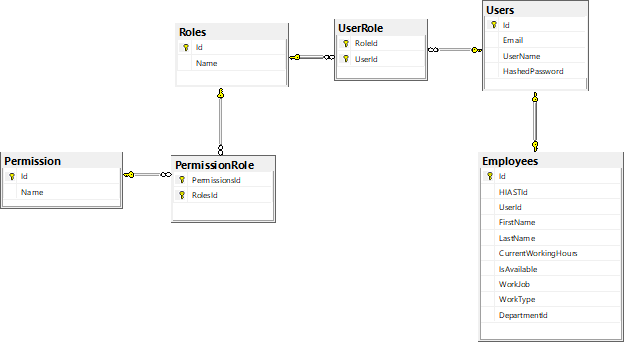 Roles
Id
Name
UserRole
RoleId
UserId
Users
Id
Email
UserName
HashedPassword
Permission
Id
Name
PermissionRole
PermissionsId
RolesId
Employees
Id
HIASTId
UserId
FirstName
LastName
CurrentWorkingHours
IsAvailable
WorkJob
WorkType
DepartmentId